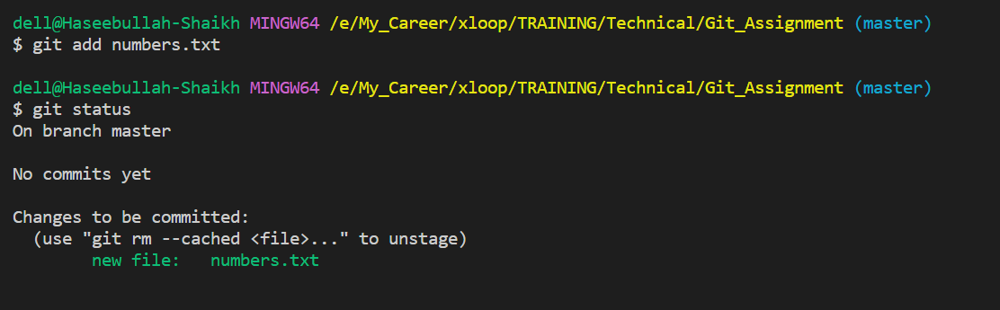 dell@Haseebullah-Shaikh MINGW64 /e/My_Career/xloop/TRAINING/Technical/Git_Assignment (master)
$ git add numbers.txt
dell@Haseebullah-Shaikh MINGW64 /e/My_Career/xloop/TRAINING/Technical/Git_Assignment (master)
$ git status
On branch master
No commits yet
Changes to be committed:
(use "git rm --cached <file>..." to unstage)
new file: numbers.txt